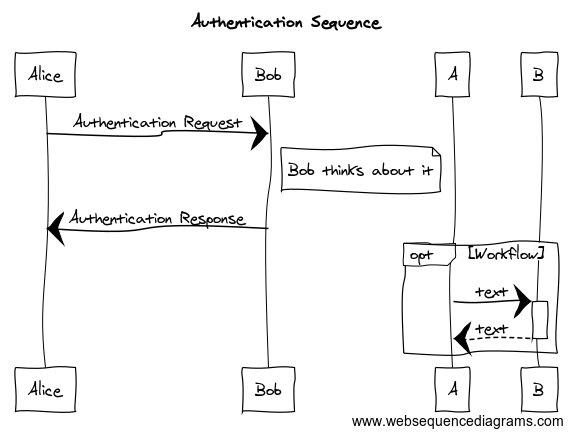 Authentication Sequence
Alice
Bob
A
B
Authentication Request
Bob thinks about it
Authentication Response
opt
[Workflow]
text
text
Alice
Bob
A
B
www.websequencediagrams.com